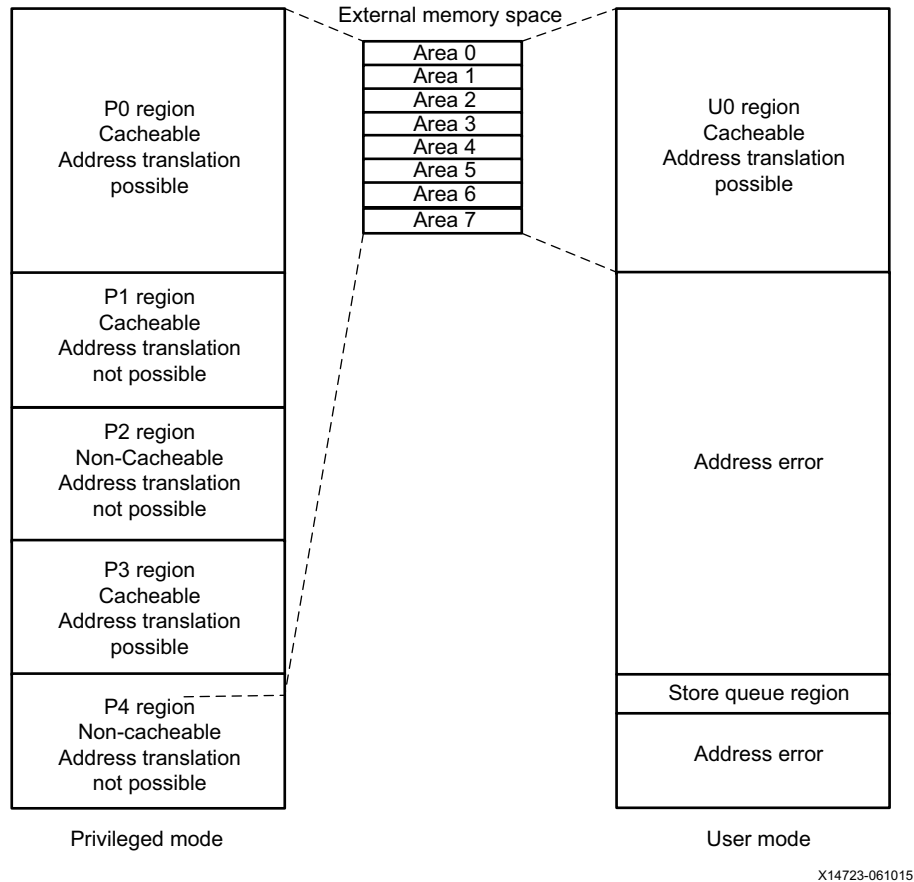 External memory space
P0 region
Cacheable
Address translation
possible
P1 region
Cacheable
Address translation
not possible
P2 region
Non-Cacheable
Address translation
not possible
P3 region
Cacheable
Address translation
possible
P4 region
Non-cacheable
Address translation
not possible
Privileged mode
Area 0
Area 1
Area 2
Area 3
Area 4
Area 5
Area 6
Area 7
U0 region
Cacheable
Address translation
possible
Address error
Store queue region
Address error
User mode
X14723-061015